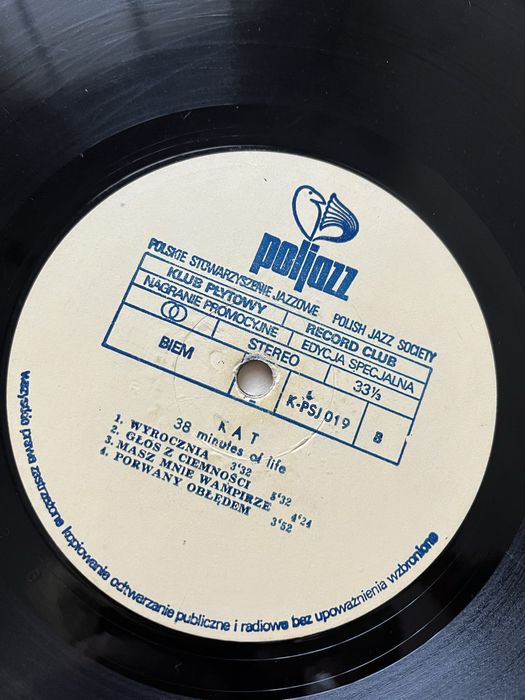 poljazz
POLSKIE STOWARZYSZENIE JAZZOWE POLISH JAZZ SOCIETY
KLUB PŁYTOWY RECORD CLUB
NAGRANIE PROMOCYJNE EDYCJA SPECJALNA
STEREO 33⅓
BIEM K-PSJ 019 B
KAT
38 minutes of life
1. WYROCZNIA 3'32
2. GŁOS Z CIEMNOŚCI 5'32
3. MASZ MNIE WAMPIRZE 4'24
4. PORWANY OBŁĘDEM 3'52
wszystkie prawa zastrzeżone kopiowanie odtwarzanie publiczne i radiowe bez upoważnienia wzbronione